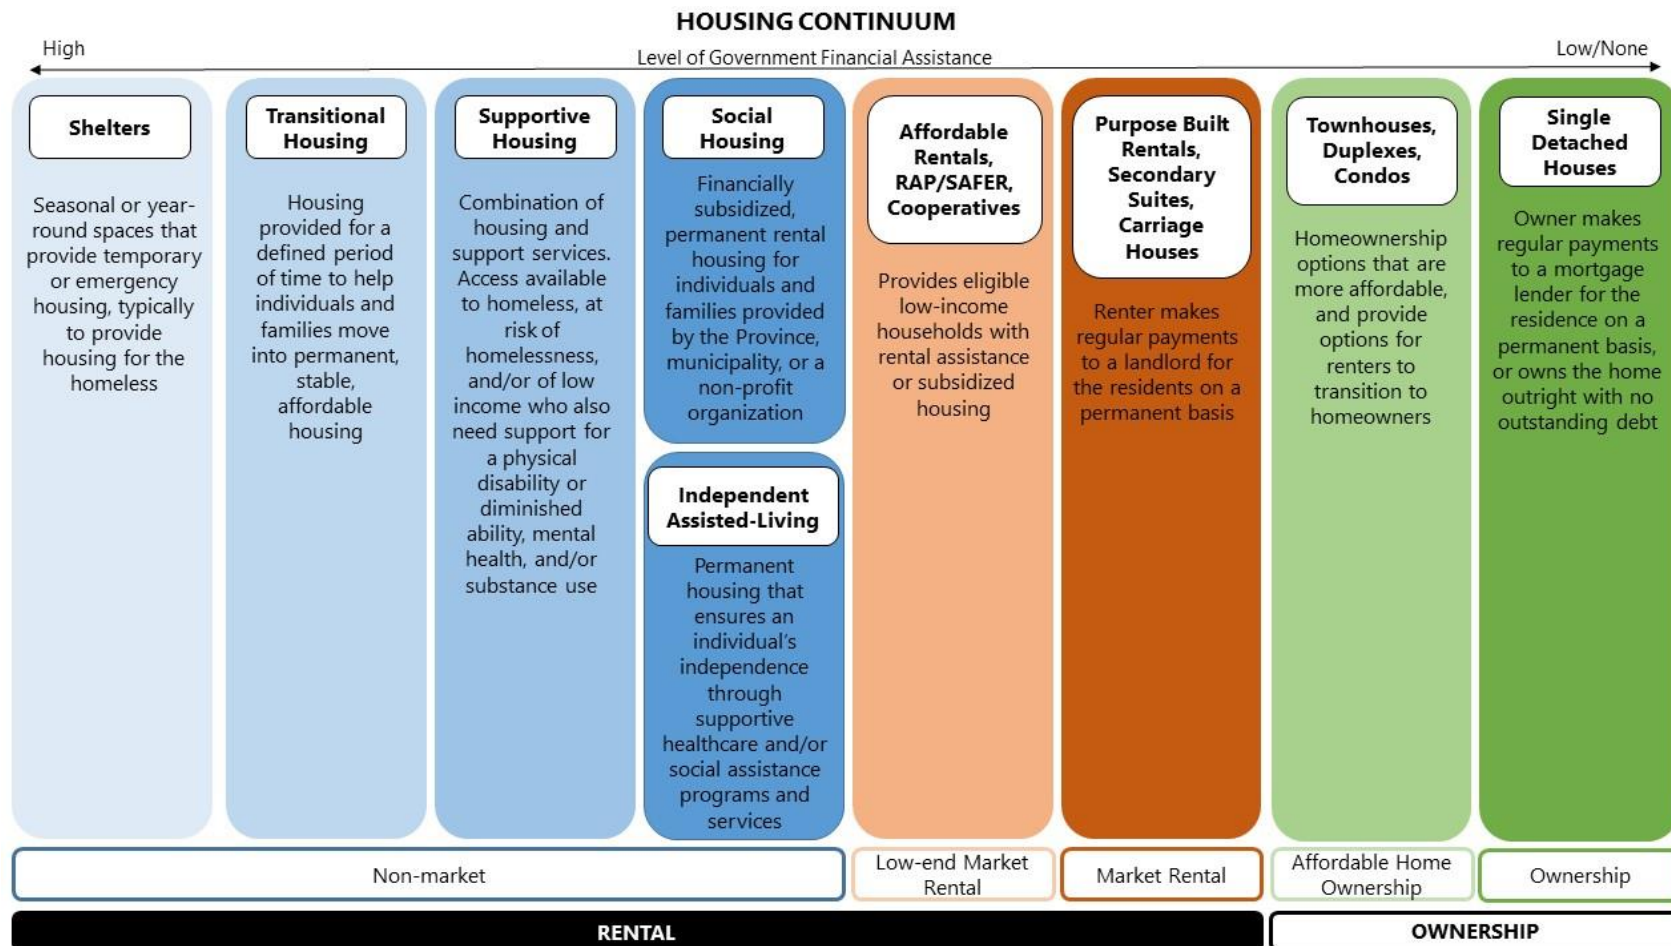 HOUSING CONTINUUM
High
Level of Government Financial Assistance
Low/None
Shelters
Seasonal or year-
round spaces that
provide temporary
or emergency
housing, typically
to provide
housing for the
homeless
Transitional
Housing
Housing
provided for a
defined period
of time to help
individuals and
families move
into permanent,
stable,
affordable
housing
Supportive
Housing
Combination of
housing and
support services.
Access available
to homeless, at
risk of
homelessness,
and/or of low
income who also
need support for
a physical
disability or
diminished
ability, mental
health, and/or
substance use
Social
Housing
Financially
subsidized,
permanent rental
housing for
individuals and
families provided
by the Province,
municipality, or a
non-profit
organization
Independent
Assisted-Living
Permanent
housing that
ensures an
individual's
independence
through
supportive
healthcare and/or
social assistance
programs and
services
Affordable
Rentals,
RAP/SAFER,
Cooperatives
Provides eligible
low-income
households with
rental assistance
or subsidized
housing
Purpose Built
Rentals,
Secondary
Suites,
Carriage
Houses
Renter makes
regular payments
to a landlord for
the residents on a
permanent basis
Townhouses,
Duplexes,
Condos
Homeownership
options that are
more affordable,
and provide
options for
renters to
transition to
homeowners
Single
Detached
Houses
Owner makes
regular payments
to a mortgage
lender for the
residence on a
permanent basis,
or owns the home
outright with no
outstanding debt
Non-market
Low-end Market
Rental
Market Rental
Affordable Home
Ownership
Ownership
RENTAL
OWNERSHIP